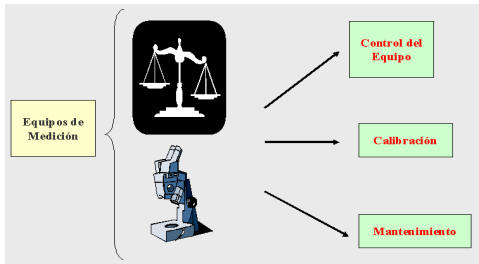 Equipos de
Medición
Control del
Equipo
Calibración
Mantenimiento